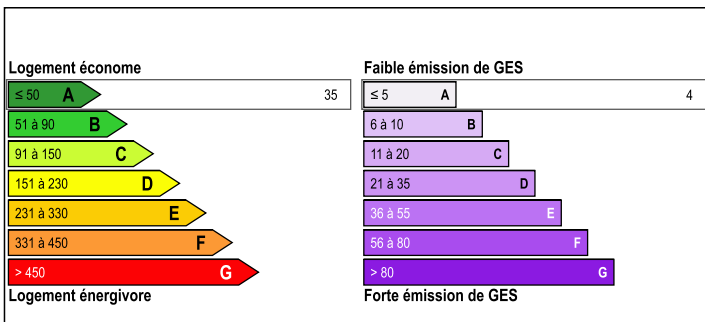 Logement économe
≤ 50 A 35
51 à 90 B
91 à 150 C
151 à 230 D
231 à 330 E
331 à 450 F
> 450 G
Logement énergivore
Faible émission de GES
≤ 5 A 4
6 à 10 B
11 à 20 C
21 à 35 D
36 à 55 E
56 à 80 F
> 80 G
Forte émission de GES